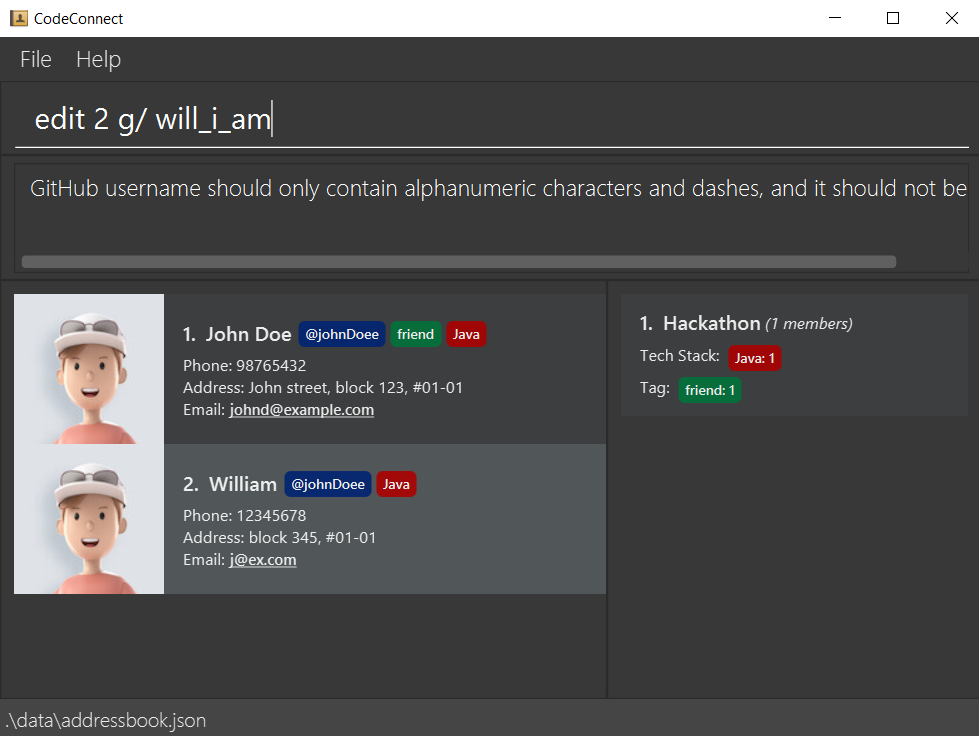 CodeConnect
File Help
edit 2 g/ will_i_am
GitHub username should only contain alphanumeric characters and dashes, and it should not be
1. John Doe @johnDoee friend Java
Phone: 98765432
Address: John street, block 123, #01-01
Email: johnd@example.com
2. William @johnDoee Java
Phone: 12345678
Address: block 345, #01-01
Email: j@ex.com
1. Hackathon (1 members)
Tech Stack: Java: 1
Tag: friend: 1
.\data\addressbook.json